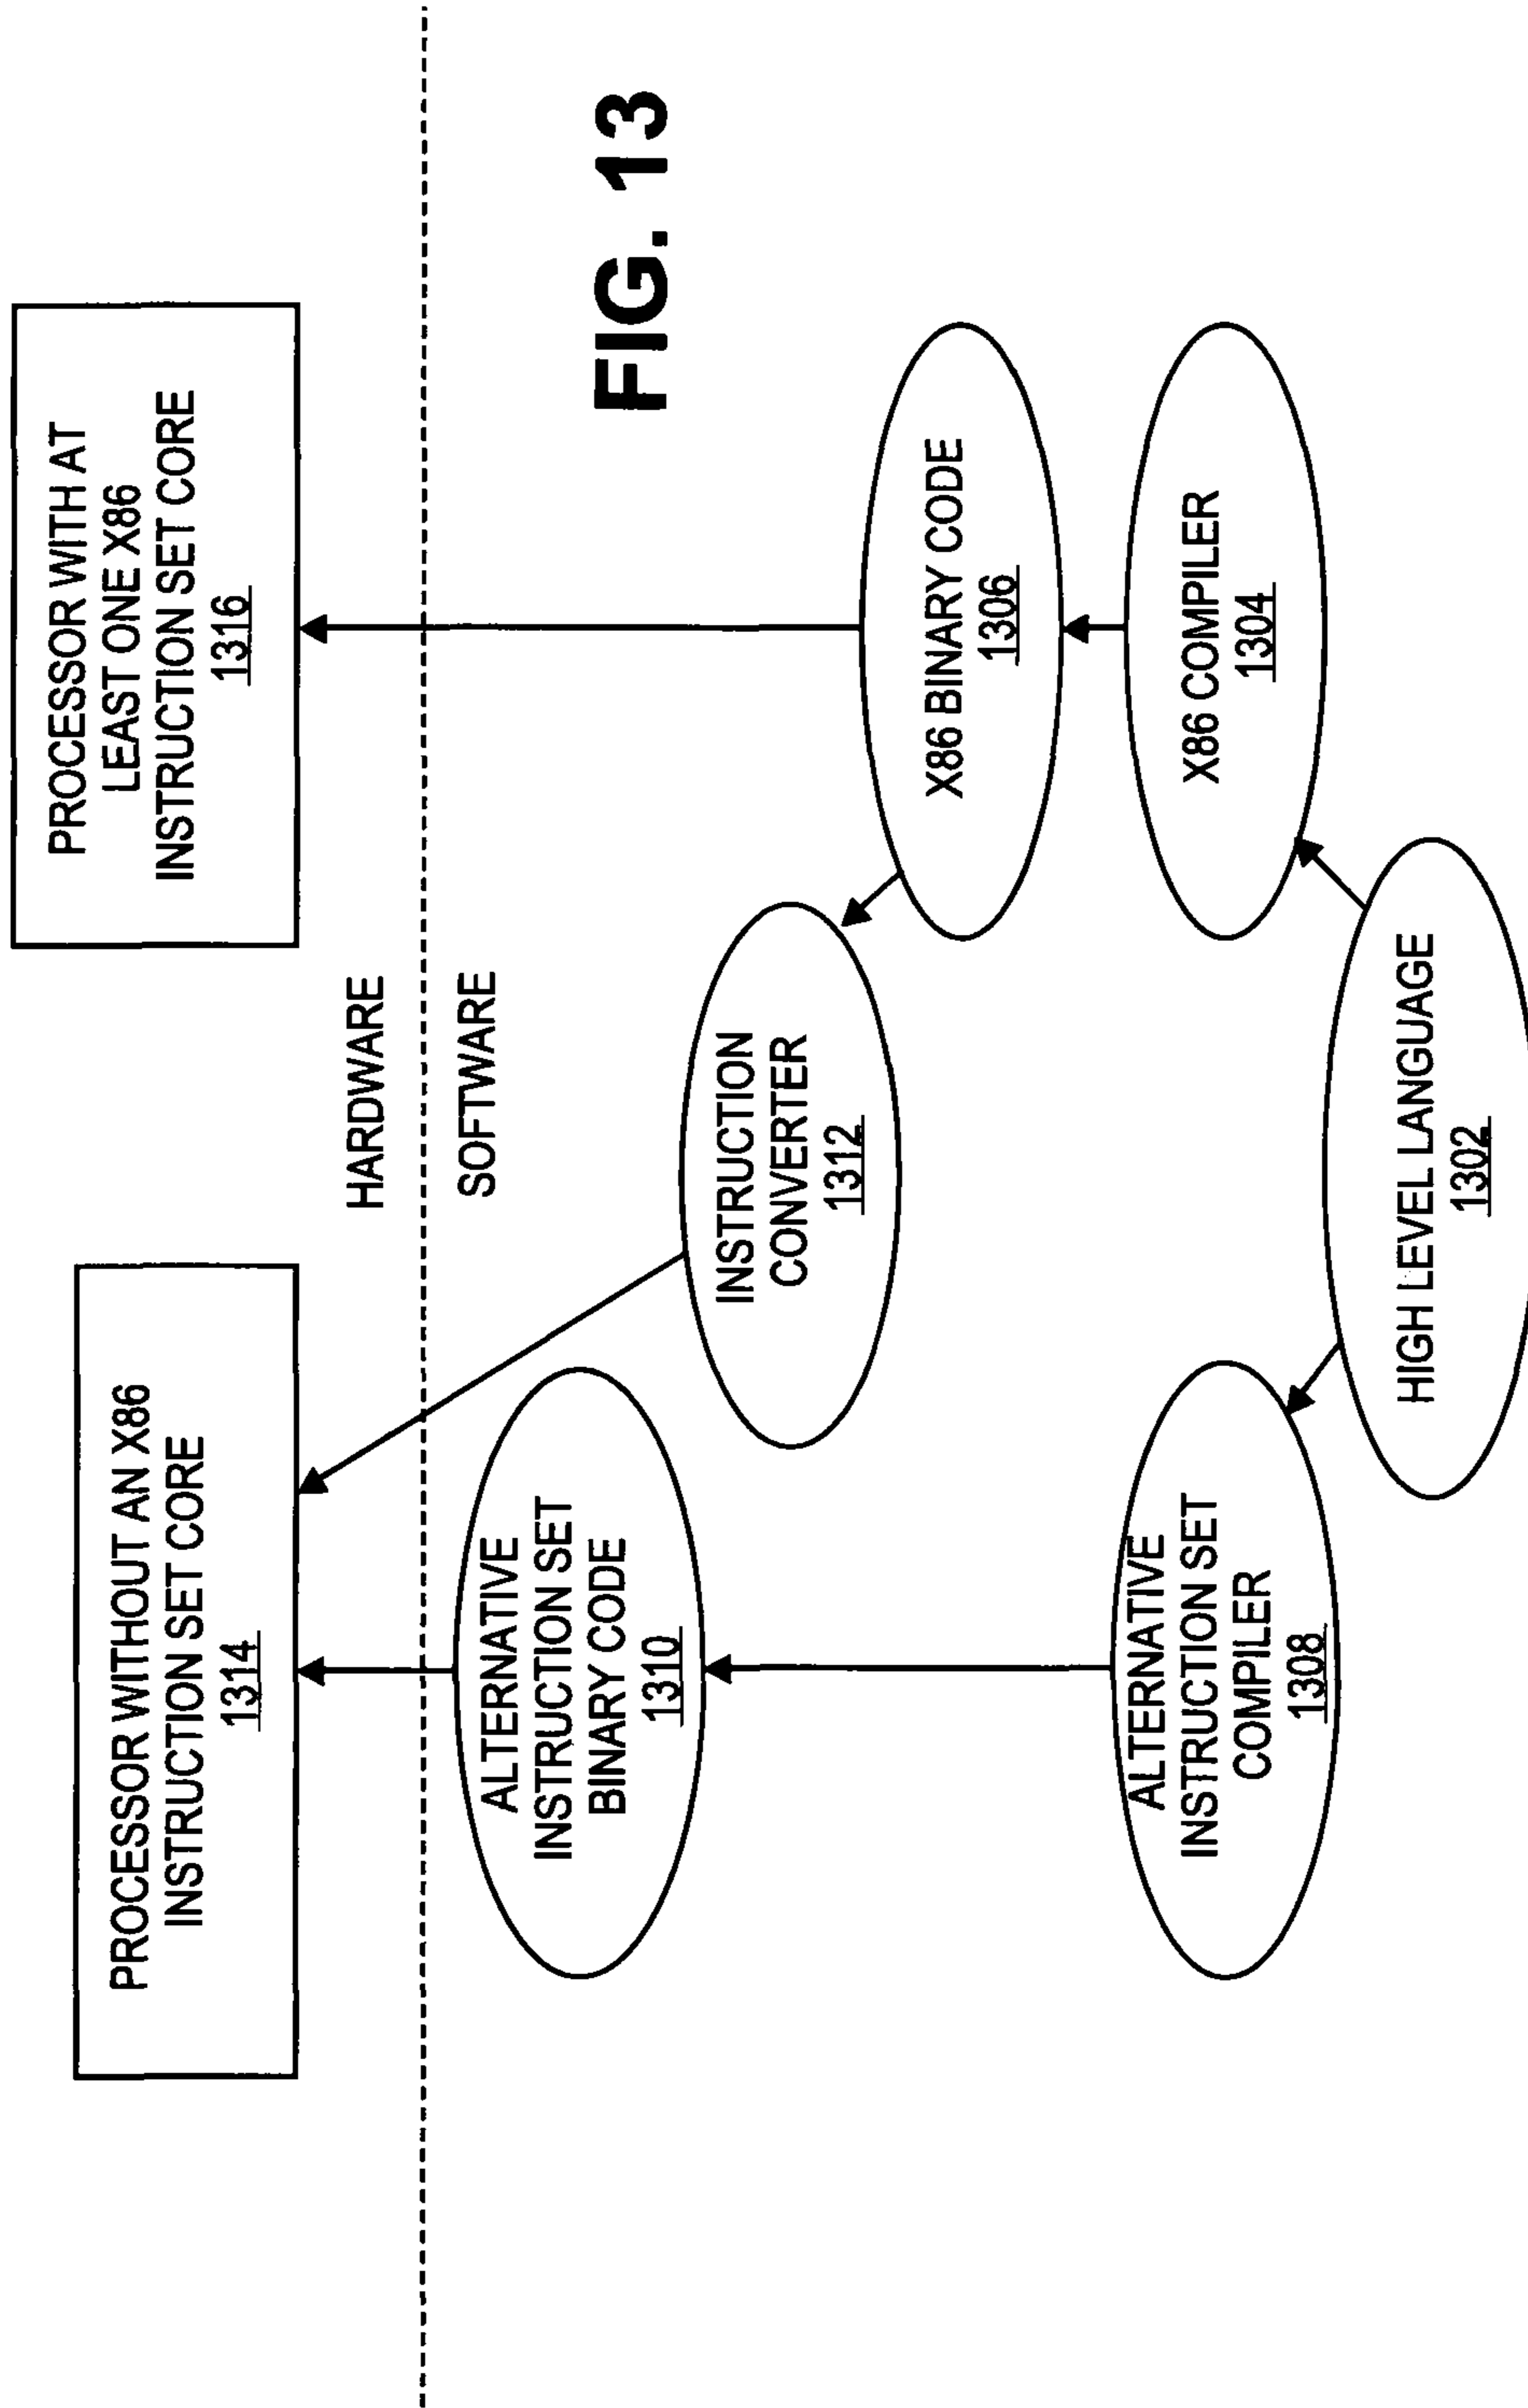 PROCESSOR WITHOUT AN X86
INSTRUCTION SET CORE
1314
PROCESSOR WITH AT
LEAST ONE X86
INSTRUCTION SET CORE
1316
HARDWARE
SOFTWARE
ALTERNATIVE
INSTRUCTION SET
BINARY CODE
1310
INSTRUCTION
CONVERTER
1312
FIG. 13
X86 BINARY CODE
1306
ALTERNATIVE
INSTRUCTION SET
COMPILER
1308
X86 COMPILER
1304
HIGH LEVEL LANGUAGE
1302